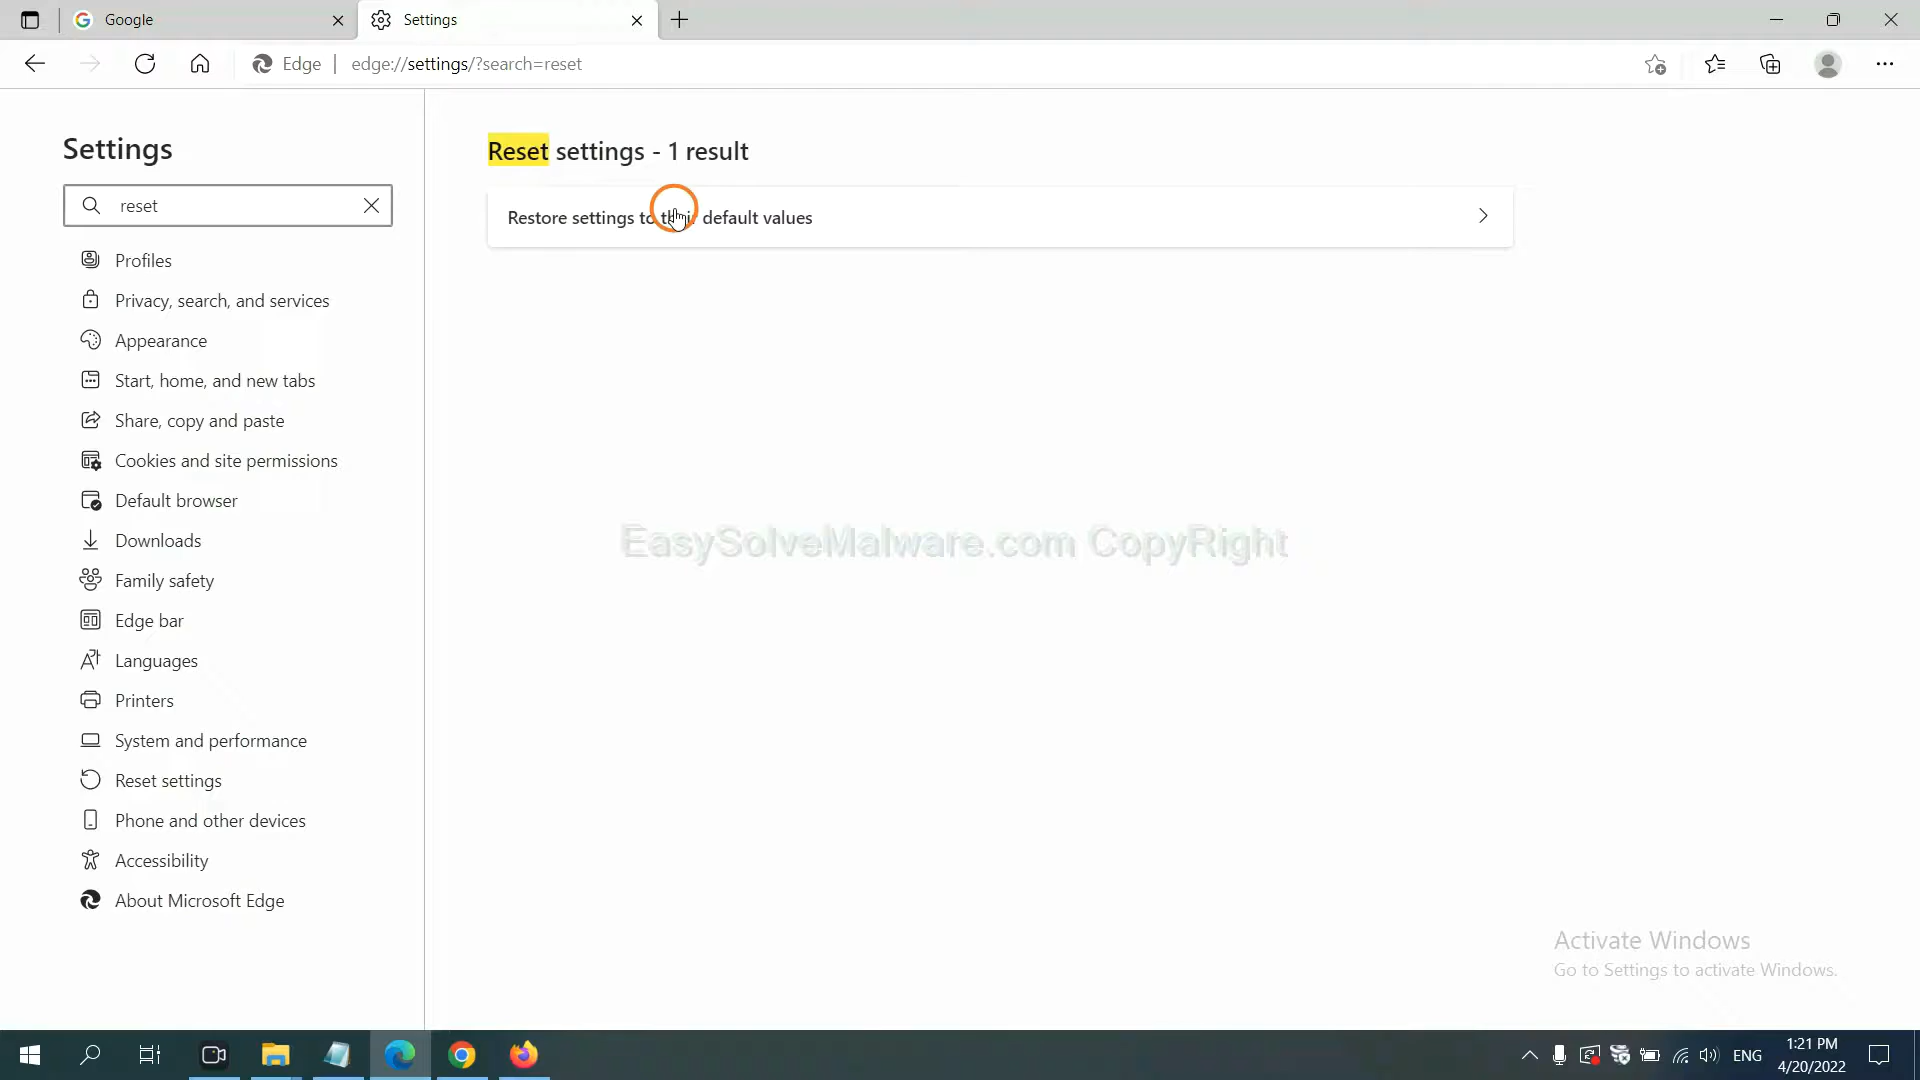 Google
Settings
Edge
edge://settings/?search=reset
Settings
reset
Profiles
Privacy, search, and services
Appearance
Start, home, and new tabs
Share, copy and paste
Cookies and site permissions
Default browser
Downloads
Family safety
Edge bar
Languages
Printers
System and performance
Reset settings
Phone and other devices
Accessibility
About Microsoft Edge
Reset settings - 1 result
Restore settings to their default values
EasySolveMalware.com CopyRight
Activate Windows
Go to Settings to activate Windows.
ENG
1:21 PM
4/20/2022